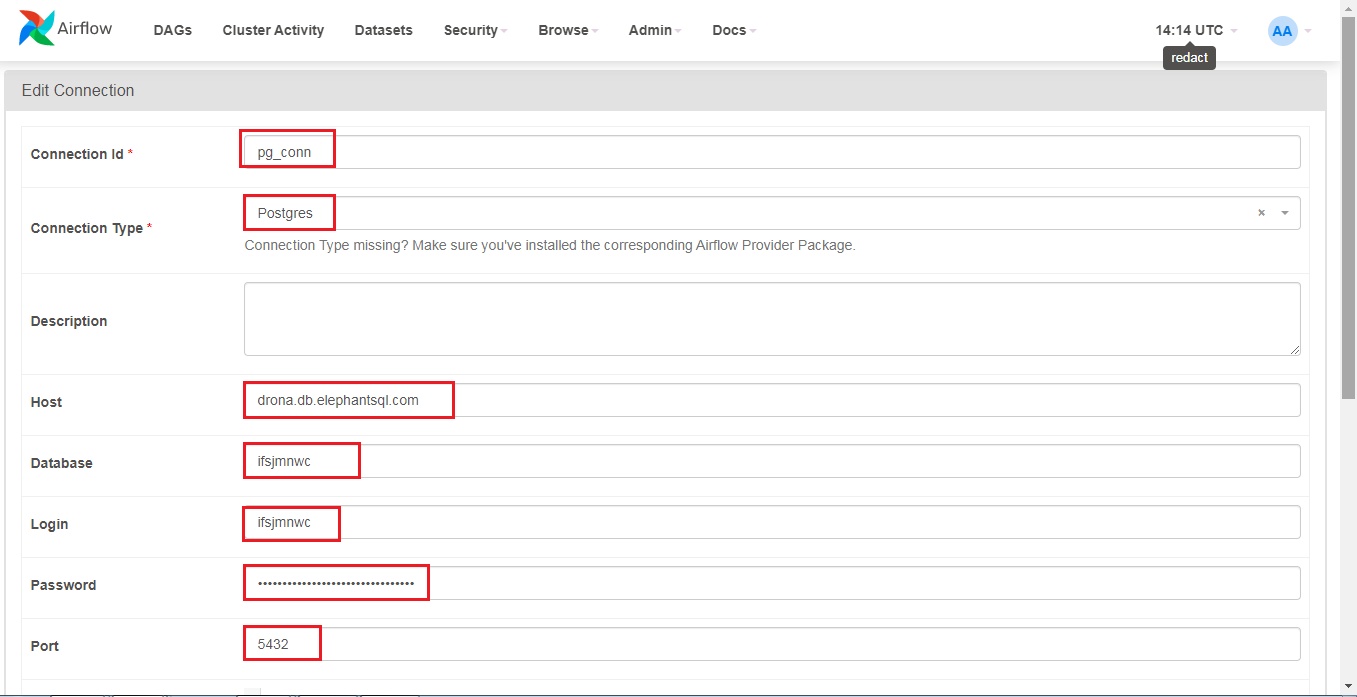 Airflow DAGs Cluster Activity Datasets Security Browse Admin Docs 14:14 UTC AA
redact
Edit Connection
Connection Id * pg_conn
Connection Type * Postgres × 
Connection Type missing? Make sure you've installed the corresponding Airflow Provider Package.
Description
Host drona.db.elephantsql.com
Database ifsjmnwc
Login ifsjmnwc
Password ••••••••••••••••••••••••••••••••
Port 5432